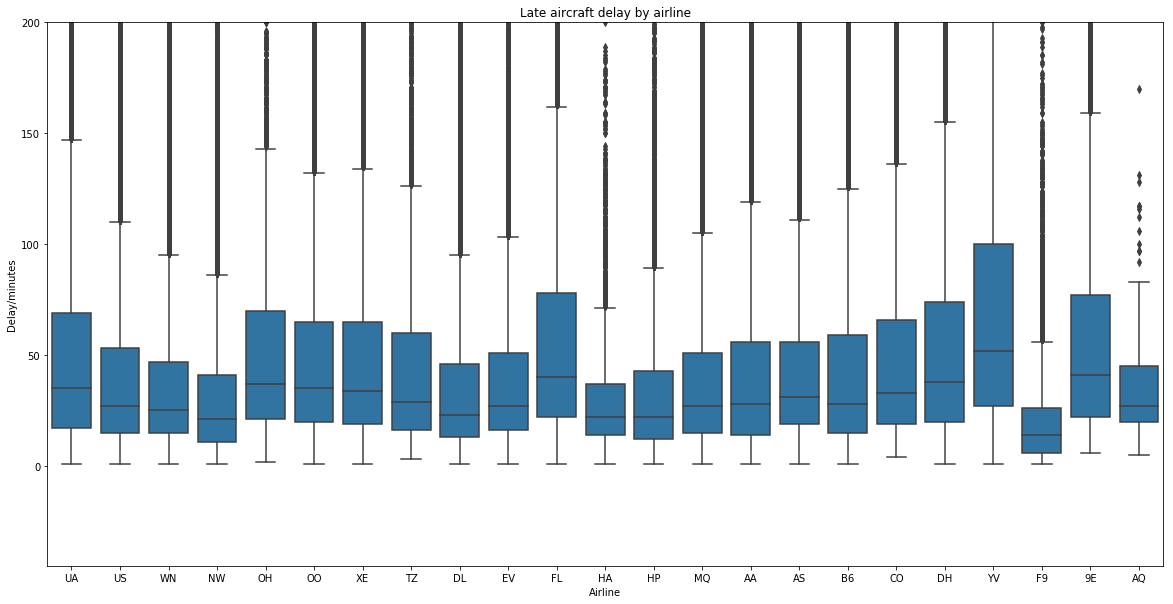 Late aircraft delay by airline
200
150
100
50
0
Delay/minutes
UA US WN NW OH OO XE TZ DL EV FL HA HP MQ AA AS B6 CO DH YV F9 9E AQ
Airline